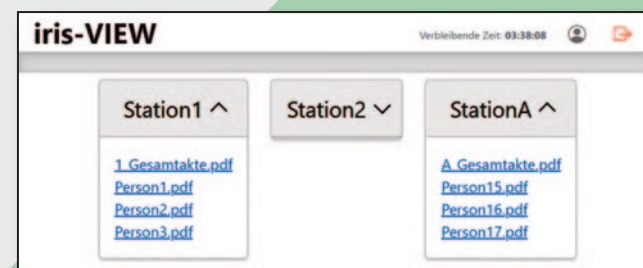 iris-VIEW
Verbleibende Zeit: 03:38:08
Station1
1_Gesamtakte.pdf
Person1.pdf
Person2.pdf
Person3.pdf
Station2
StationA
A_Gesamtakte.pdf
Person15.pdf
Person16.pdf
Person17.pdf